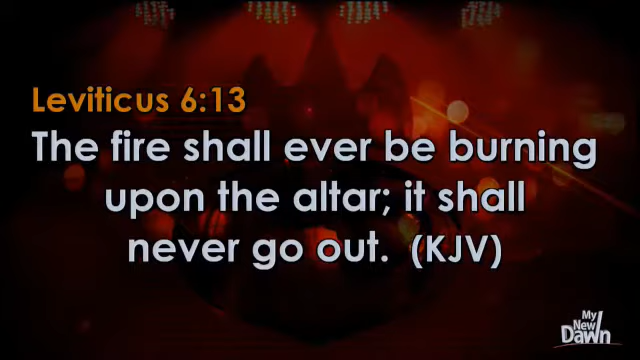 Leviticus 6:13
The fire shall ever be burning
upon the altar; it shall
never go out. (KJV)
My
New
Dawn